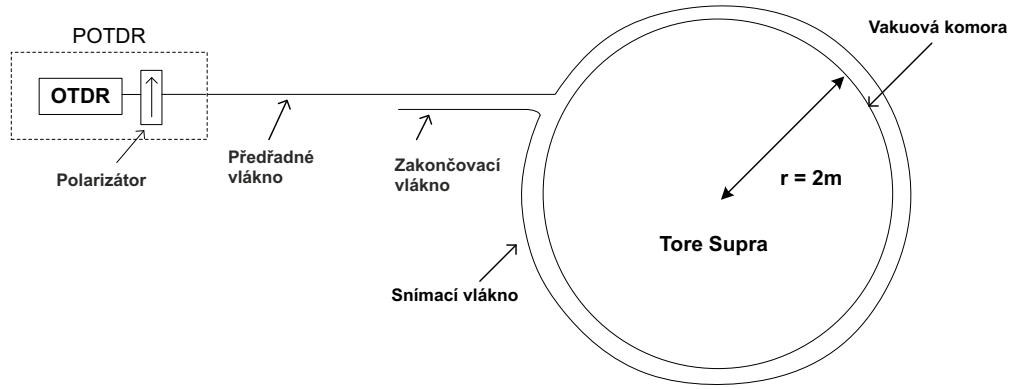 POTDR
OTDR
Polarizátor
Předřadné
vlákno
Zakončovací
vlákno
Snímací vlákno
Vakuová komora
r = 2m
Tore Supra